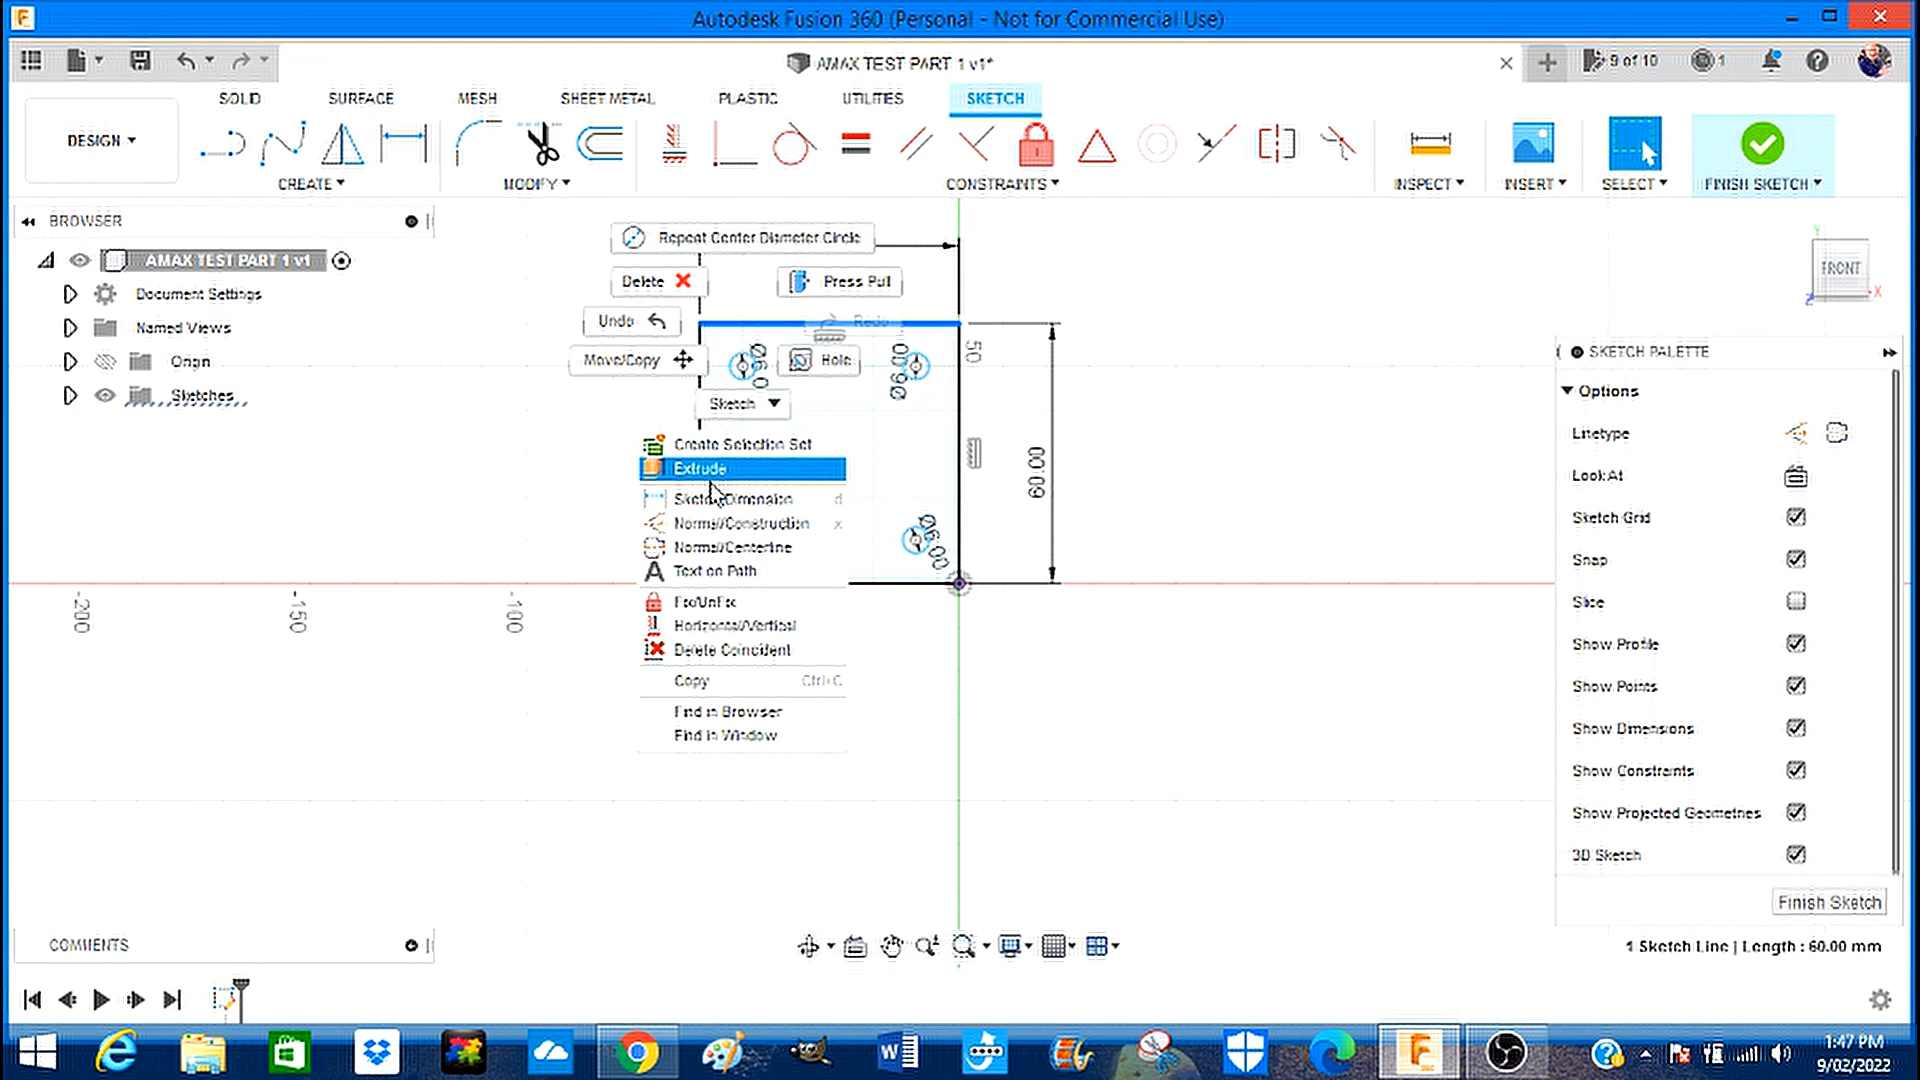 Autodesk Fusion 360 (Personal - Not for Commercial Use)
AMAX TEST PART 1 v1*
9 of 10
1
SOLID SURFACE MESH SHEET METAL PLASTIC UTILITIES SKETCH
DESIGN
CREATE MODIFY CONSTRAINTS INSPECT INSERT SELECT FINISH SKETCH
BROWSER
AMAX TEST PART 1 v1
Document Settings
Named Views
Origin
Sketches
Repeat Center Diameter Circle
Delete
Press Pull
Undo
Redo
Move/Copy
Hole
Sketch
Create Selection Set
Extrude
Sketch Dimension d
Normal/Construction x
Normal/Centerline
Text on Path
Fix/UnFix
Horizontal/Vertical
Delete Coincident
Copy Ctrl+C
Find in Browser
Find in Window
Ø6.00
50
60.00
Ø6.00
-200
-150
-100
FRONT
Y
X
Z
SKETCH PALETTE
Options
Linetype
Look At
Sketch Grid
Snap
Slice
Show Profile
Show Points
Show Dimensions
Show Constraints
Show Projected Geometries
3D Sketch
Finish Sketch
COMMENTS
1 Sketch Line | Length : 60.00 mm
1:47 PM
9/02/2022